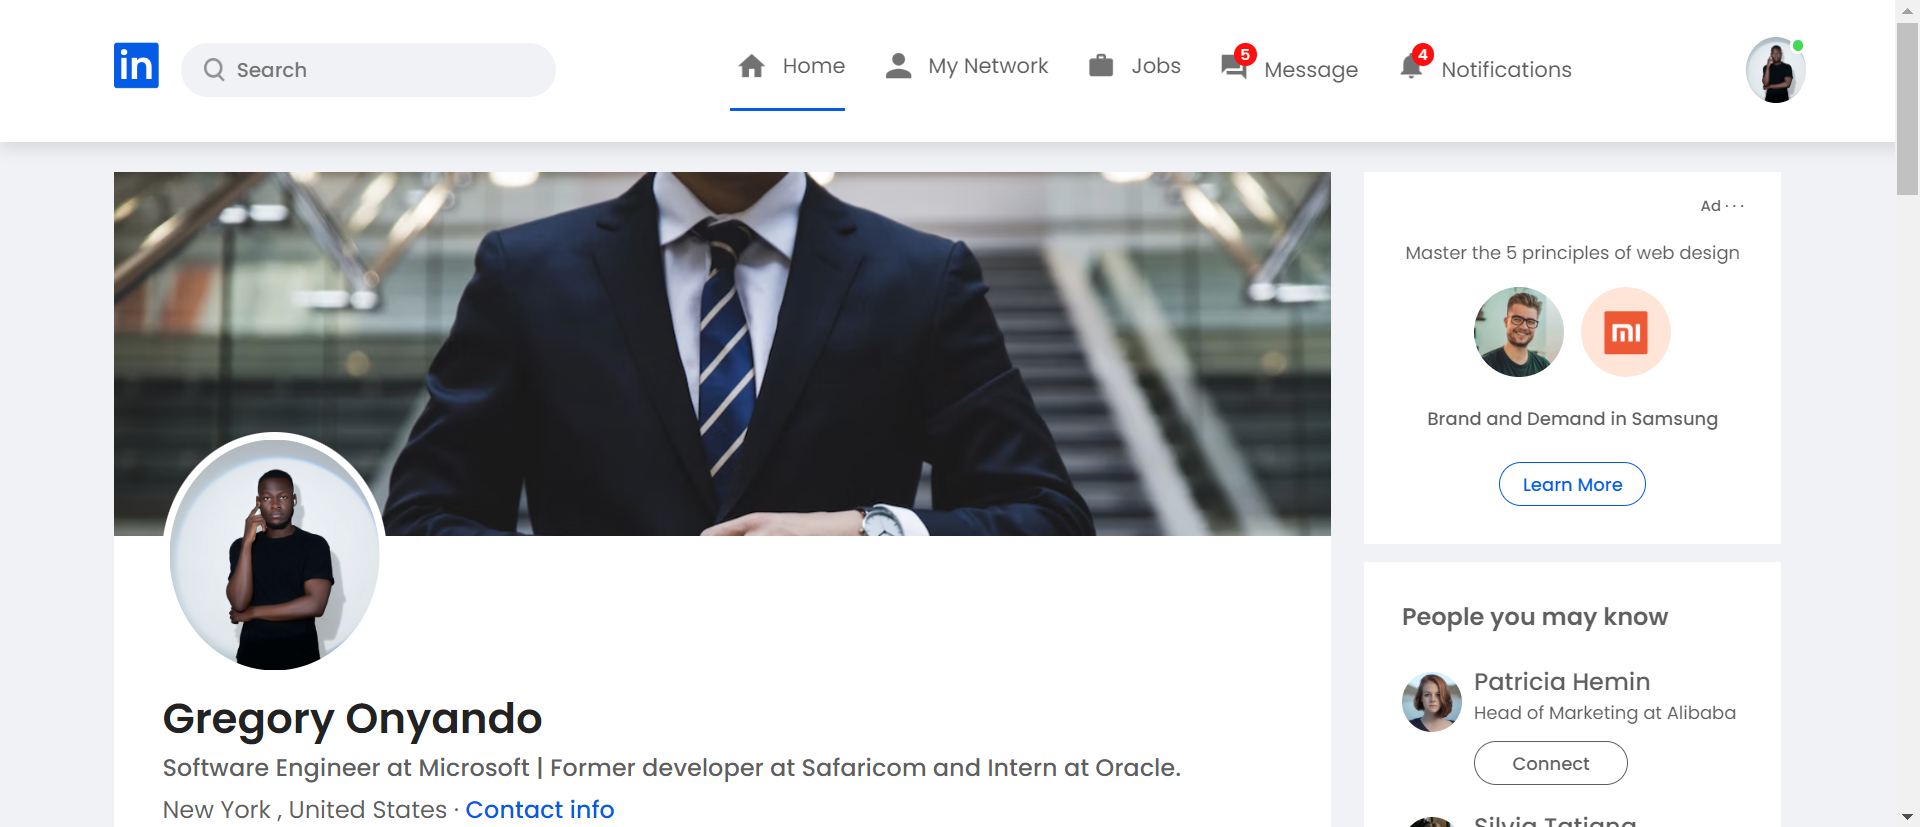 in
Search
Home
My Network
Jobs
5
Message
4
Notifications
Ad · · ·
Master the 5 principles of web design
mi
Brand and Demand in Samsung
Learn More
Gregory Onyando
Software Engineer at Microsoft | Former developer at Safaricom and Intern at Oracle.
New York , United States · Contact info
People you may know
Patricia Hemin
Head of Marketing at Alibaba
Connect
Silvia Tatiana